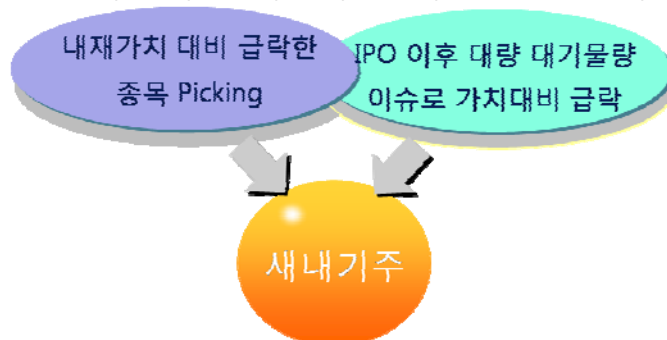 내재가치 대비 급락한
종목 Picking
IPO 이후 대량 대기물량
이슈로 가치대비 급락
새내기주